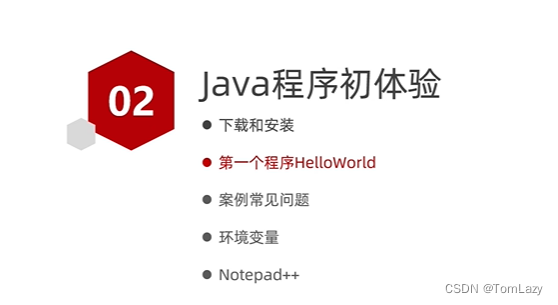 02
Java程序初体验
下载和安装
第一个程序HelloWorld
案例常见问题
环境变量
Notepad++
CSDN @TomLazy